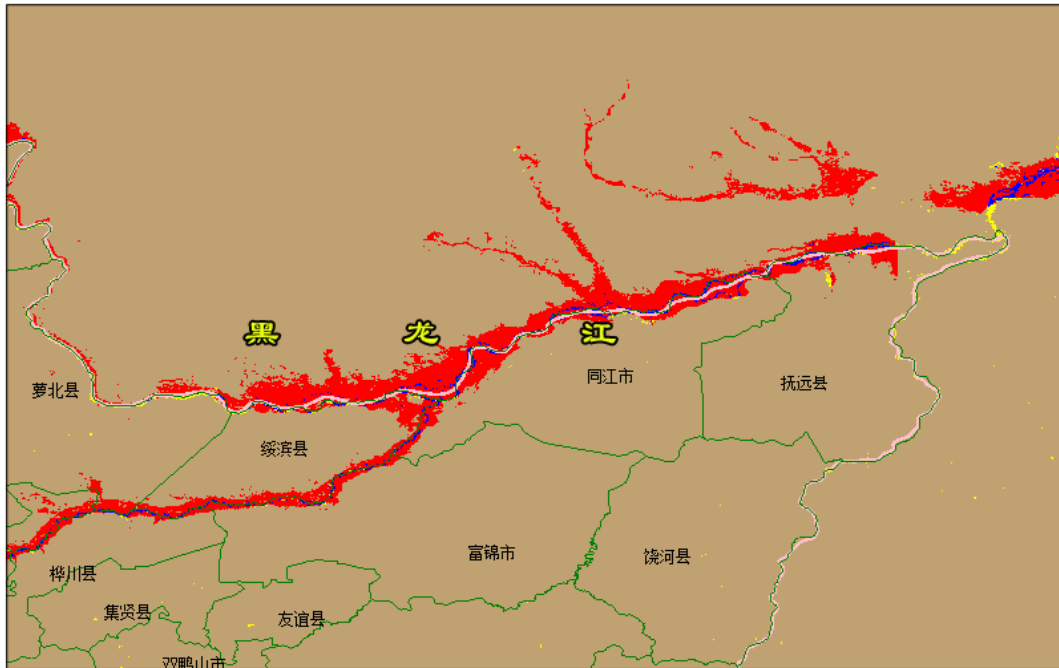 黑龙江
同江市
抚远县
萝北县
绥滨县
富锦市
饶河县
桦川县
集贤县
友谊县
双鸭山市